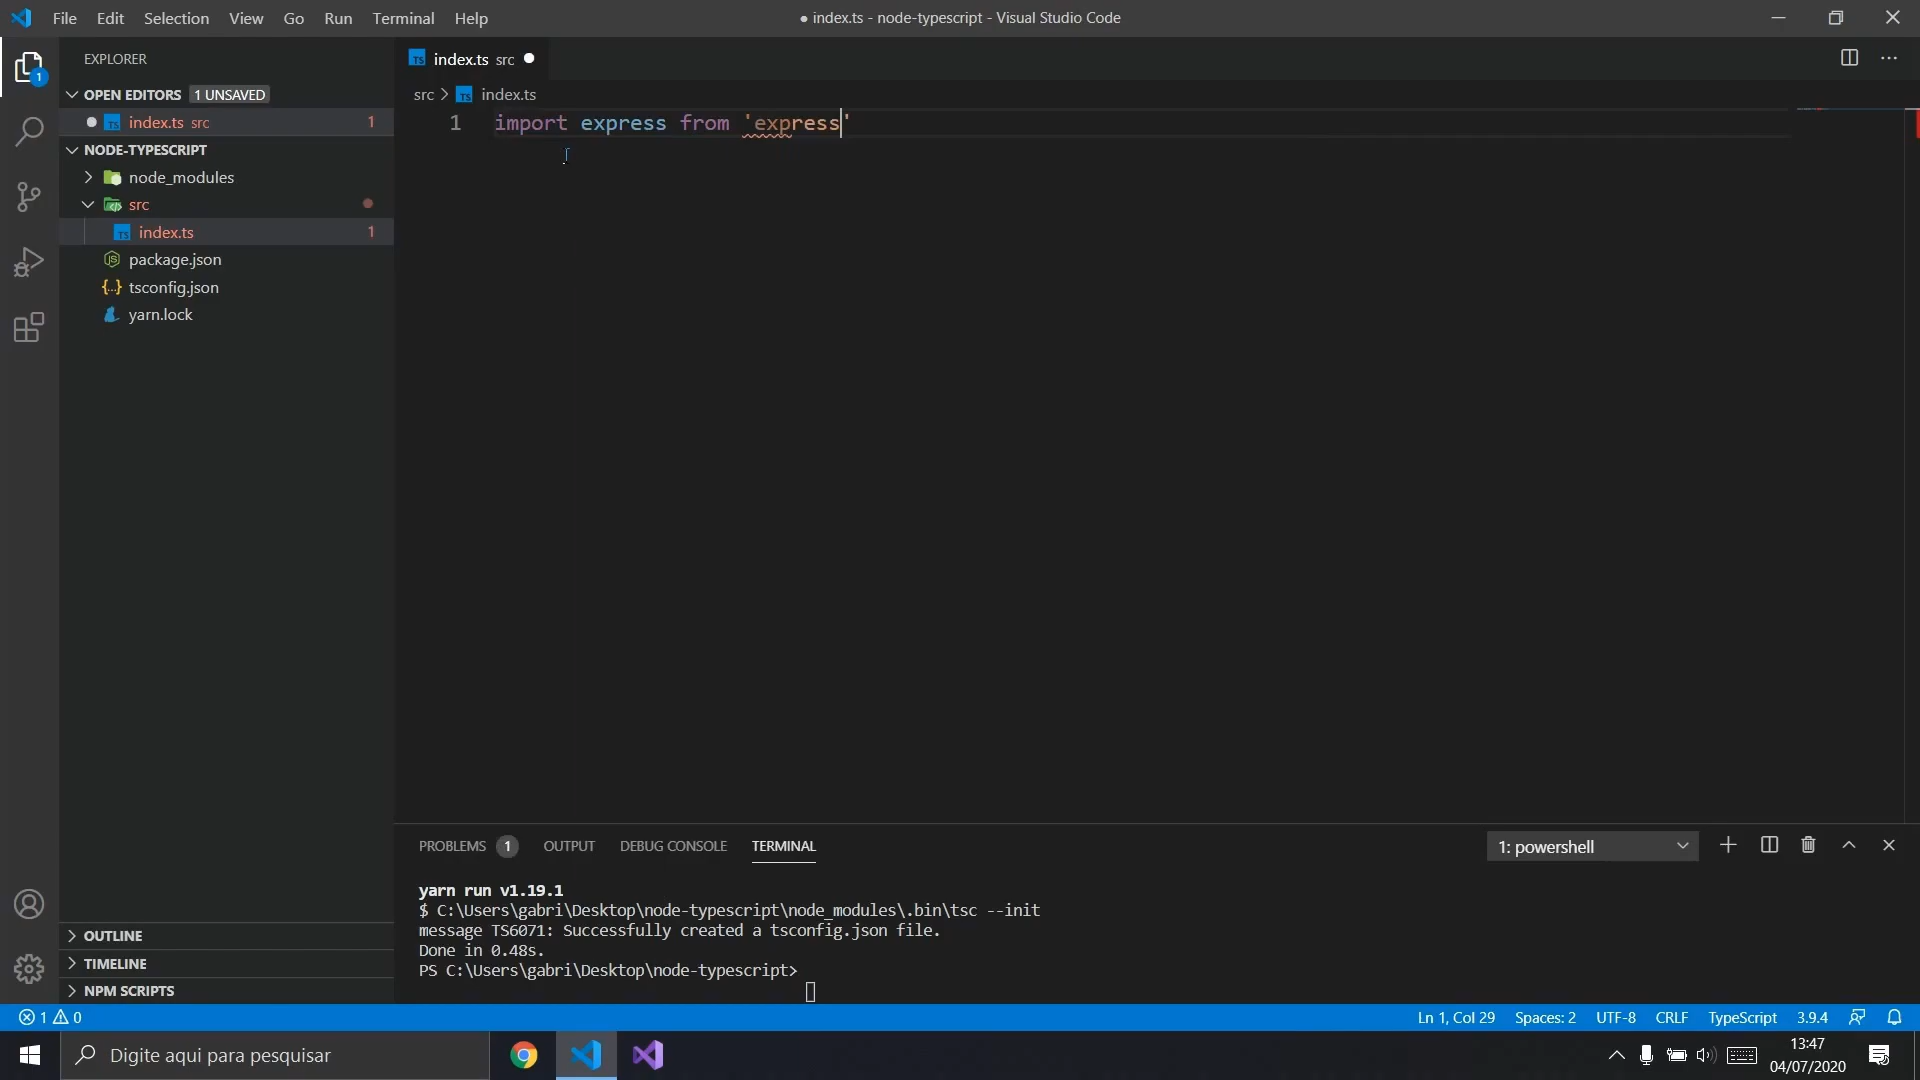 File Edit Selection View Go Run Terminal Help
● index.ts - node-typescript - Visual Studio Code
1
EXPLORER
OPEN EDITORS 1 UNSAVED
index.ts src 1
NODE-TYPESCRIPT
node_modules
src
index.ts 1
package.json
tsconfig.json
yarn.lock
OUTLINE
TIMELINE
NPM SCRIPTS
index.ts src
src > index.ts
1 import express from 'express'
PROBLEMS 1 OUTPUT DEBUG CONSOLE TERMINAL
1: powershell
yarn run v1.19.1
$ C:\Users\gabri\Desktop\node-typescript\node_modules\.bin\tsc --init
message TS6071: Successfully created a tsconfig.json file.
Done in 0.48s.
PS C:\Users\gabri\Desktop\node-typescript>
1 0
Ln 1, Col 29 Spaces: 2 UTF-8 CRLF TypeScript 3.9.4
Digite aqui para pesquisar
13:47
04/07/2020